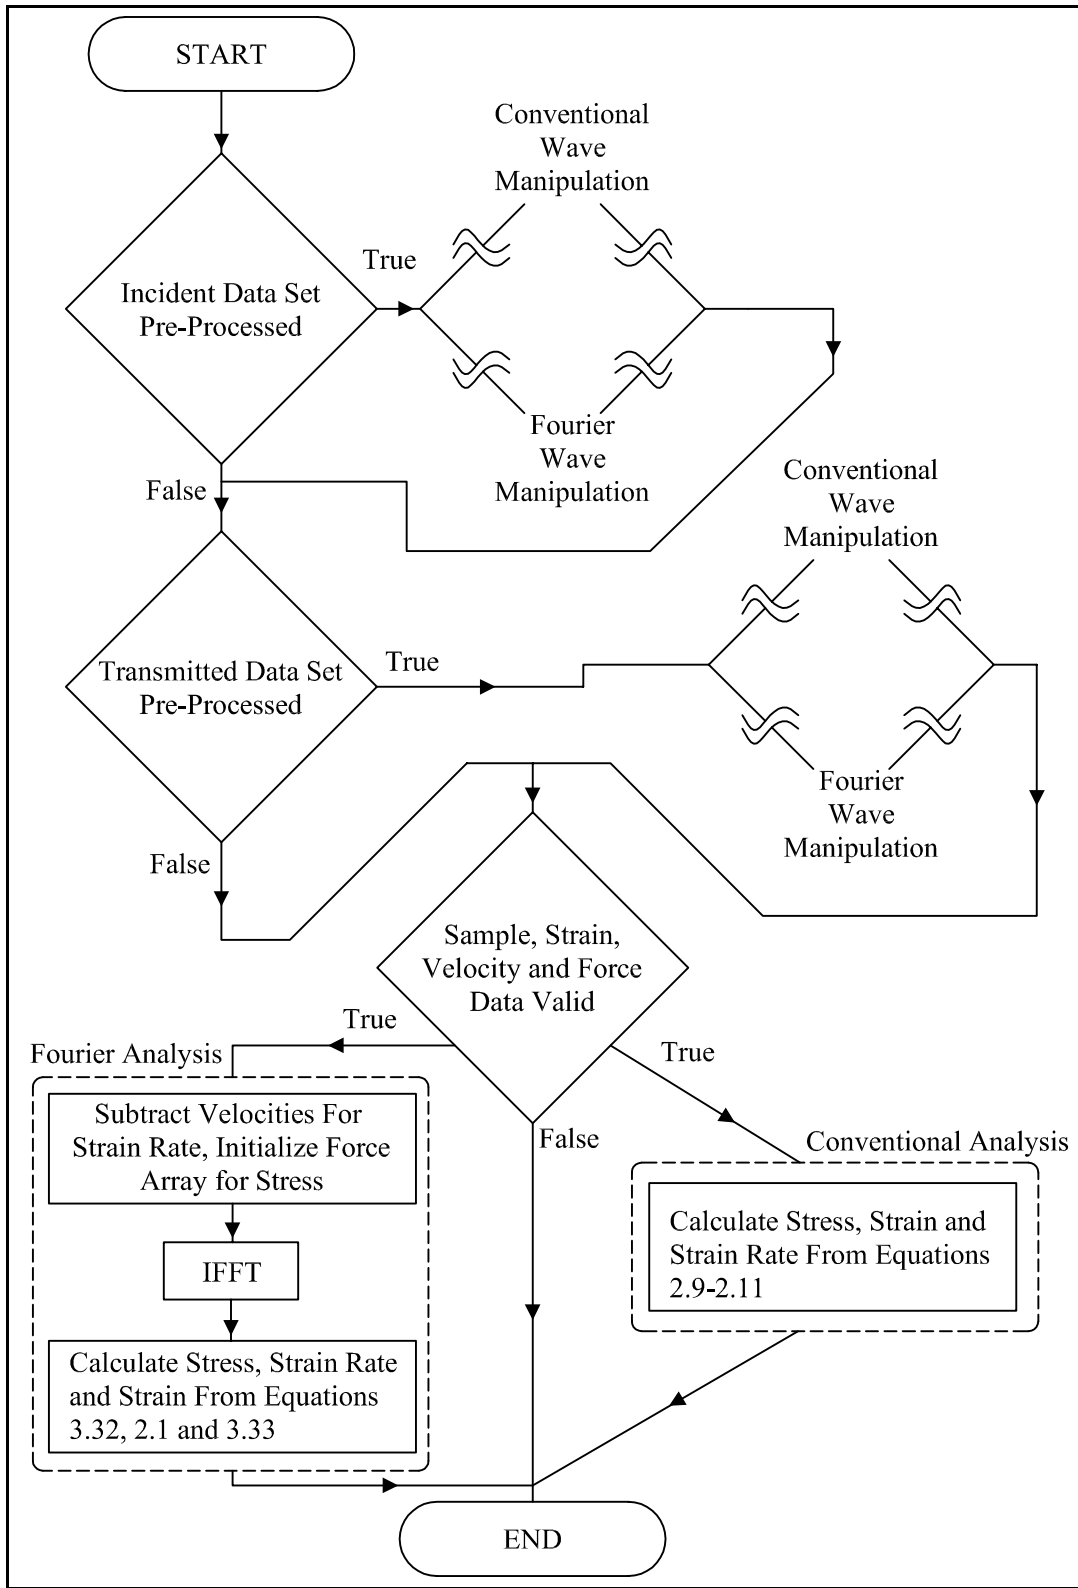 START
Conventional
Wave
Manipulation
True
Incident Data Set
Pre-Processed
Fourier
Wave
Manipulation
False
Conventional
Wave
Manipulation
True
Transmitted Data Set
Pre-Processed
Fourier
Wave
Manipulation
False
Sample, Strain,
Velocity and Force
Data Valid
True
True
Fourier Analysis
Subtract Velocities For
Strain Rate, Initialize Force
Array for Stress
False
Conventional Analysis
Calculate Stress, Strain and
Strain Rate From Equations
2.9-2.11
IFFT
Calculate Stress, Strain Rate
and Strain From Equations
3.32, 2.1 and 3.33
END